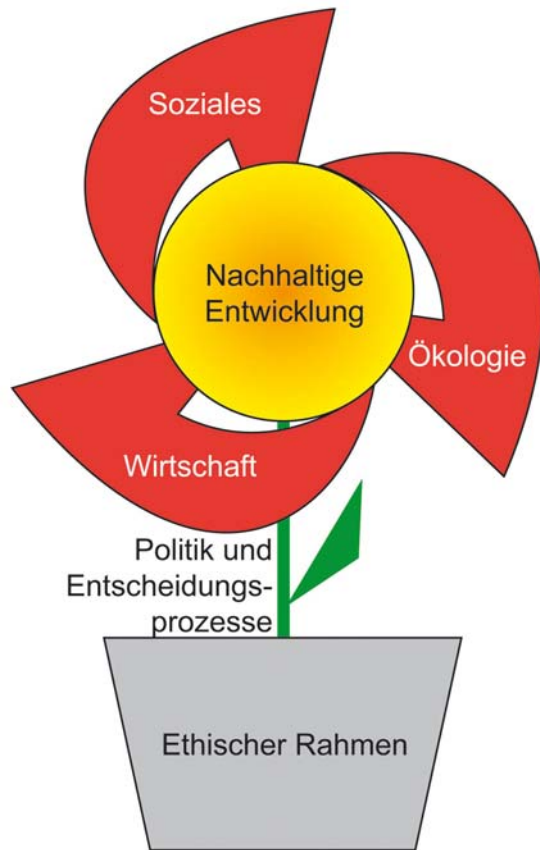 Soziales
Nachhaltige
Entwicklung
Ökologie
Wirtschaft
Politik und
Entscheidungs-
prozesse
Ethischer Rahmen